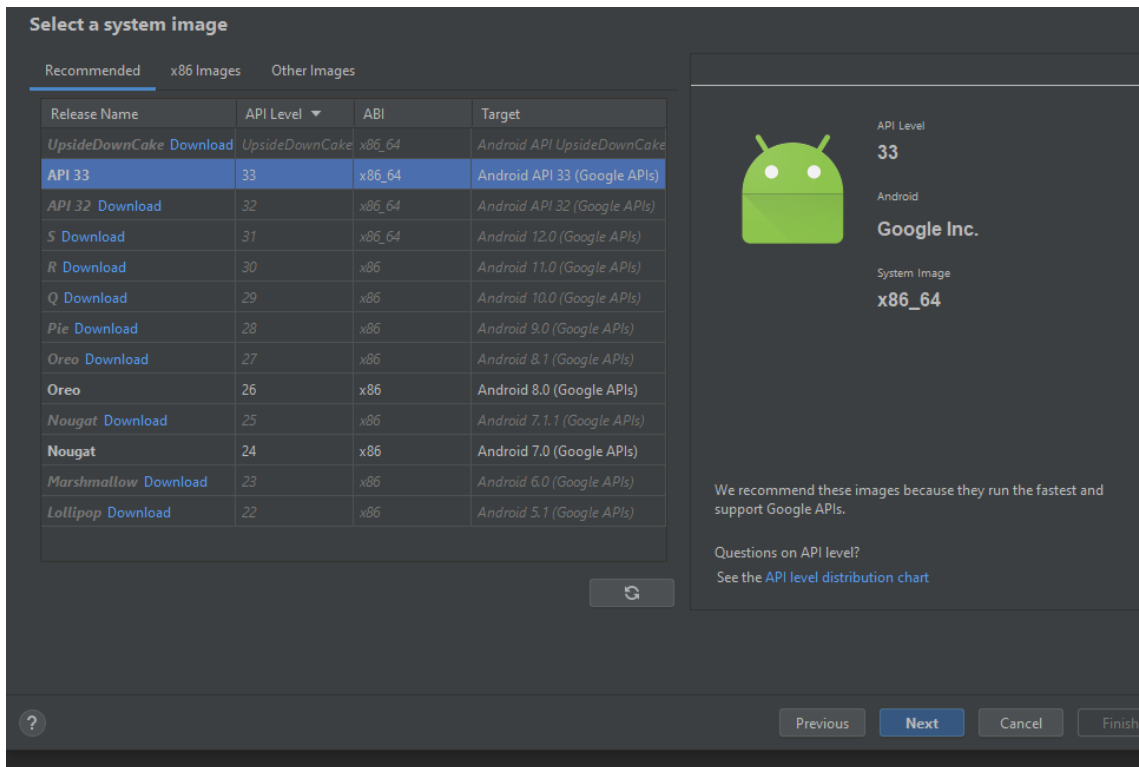 Select a system image
Recommended x86 Images Other Images
Release Name API Level ABI Target
UpsideDownCake Download UpsideDownCake x86_64 Android API UpsideDownCake
API 33 33 x86_64 Android API 33 (Google APIs)
API 32 Download 32 x86_64 Android API 32 (Google APIs)
S Download 31 x86_64 Android 12.0 (Google APIs)
R Download 30 x86 Android 11.0 (Google APIs)
Q Download 29 x86 Android 10.0 (Google APIs)
Pie Download 28 x86 Android 9.0 (Google APIs)
Oreo Download 27 x86 Android 8.1 (Google APIs)
Oreo 26 x86 Android 8.0 (Google APIs)
Nougat Download 25 x86 Android 7.1.1 (Google APIs)
Nougat 24 x86 Android 7.0 (Google APIs)
Marshmallow Download 23 x86 Android 6.0 (Google APIs)
Lollipop Download 22 x86 Android 5.1 (Google APIs)
API Level
33
Android
Google Inc.
System Image
x86_64
We recommend these images because they run the fastest and
support Google APIs.
Questions on API level?
See the API level distribution chart
? Previous Next Cancel Finish